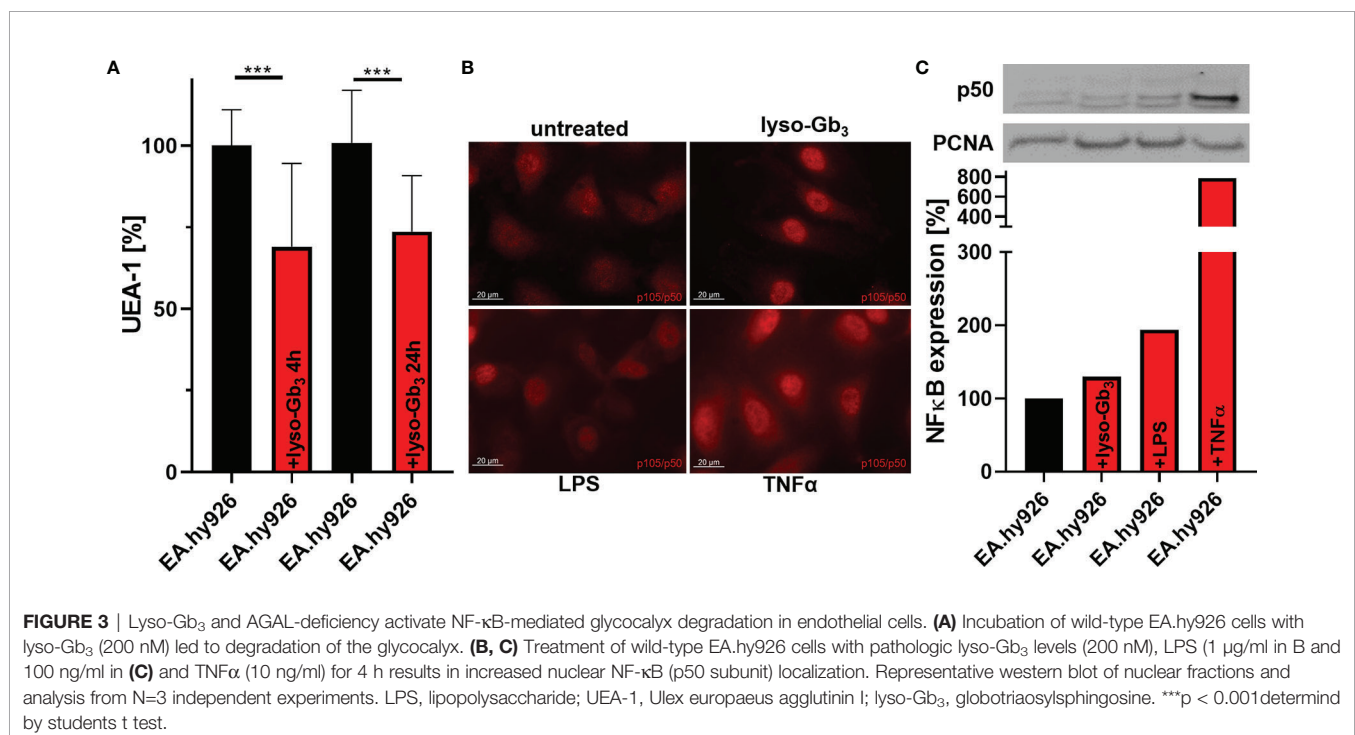 A
***
***
100
50
0
UEA-1 [%]
+lyso-Gb₃ 4h
+lyso-Gb₃ 24h
EA.hy926
EA.hy926
EA.hy926
EA.hy926
B
untreated
lyso-Gb₃
20 µm
p105/p50
20 µm
p105/p50
20 µm
p105/p50
20 µm
p105/p50
LPS
TNFα
C
p50
PCNA
800
600
400
300
200
100
0
NFκB expression [%]
+lyso-Gb₃
+LPS
+TNFα
EA.hy926
EA.hy926
EA.hy926
EA.hy926
FIGURE 3 | Lyso-Gb₃ and AGAL-deficiency activate NF-κB-mediated glycocalyx degradation in endothelial cells. (A) Incubation of wild-type EA.hy926 cells with
lyso-Gb₃ (200 nM) led to degradation of the glycocalyx. (B, C) Treatment of wild-type EA.hy926 cells with pathologic lyso-Gb₃ levels (200 nM), LPS (1 µg/ml in B and
100 ng/ml in (C) and TNFα (10 ng/ml) for 4 h results in increased nuclear NF-κB (p50 subunit) localization. Representative western blot of nuclear fractions and
analysis from N=3 independent experiments. LPS, lipopolysaccharide; UEA-1, Ulex europaeus agglutinin I; lyso-Gb₃, globotriaosylsphingosine. ***p < 0.001determind
by students t test.